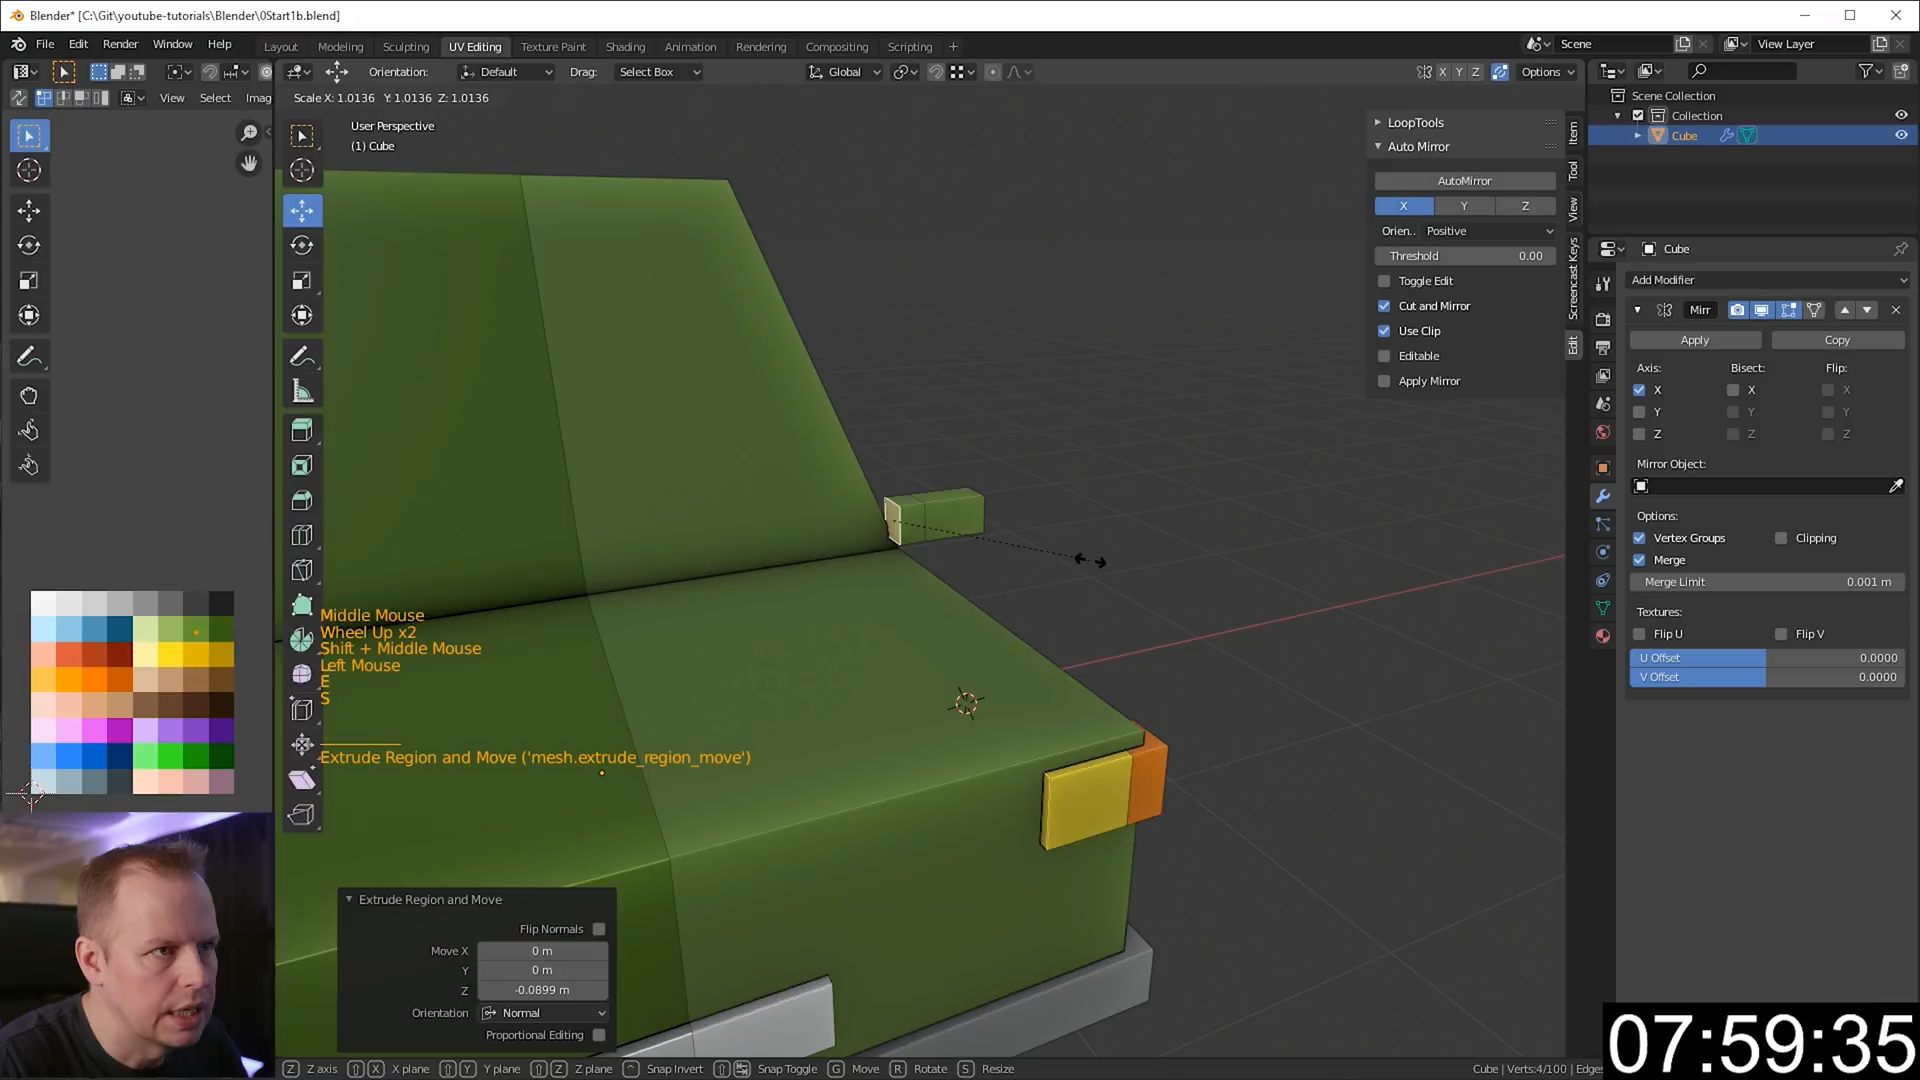 Blender* [C:\Git\youtube-tutorials\Blender\0Start1b.blend]
File Edit Render Window Help Layout Modeling Sculpting UV Editing Texture Paint Shading Animation Rendering Compositing Scripting + Scene View Layer
Orientation: Default Drag: Select Box Global X Y Z Options
View Select Imag Scale X: 1.0136 Y: 1.0136 Z: 1.0136
User Perspective
(1) Cube
LoopTools
Auto Mirror
AutoMirror
X Y Z
Orien.. Positive
Threshold 0.00
Toggle Edit
Cut and Mirror
Use Clip
Editable
Apply Mirror
Item
Tool
View
Screencast Keys
Edit
Scene Collection
Collection
Cube
Cube
Add Modifier
Mirr
Apply Copy
Axis: Bisect: Flip:
X X X
Y Y Y
Z Z Z
Mirror Object:
Options:
Vertex Groups Clipping
Merge
Merge Limit 0.001 m
Textures:
Flip U Flip V
U Offset 0.0000
V Offset 0.0000
Middle Mouse
Wheel Up x2
Shift + Middle Mouse
Left Mouse
E
S
Extrude Region and Move ('mesh.extrude_region_move')
Extrude Region and Move
Flip Normals
Move X 0 m
Y 0 m
Z -0.0899 m
Orientation Normal
Proportional Editing
Z Z axis X X plane Y Y plane Z Z plane Snap Invert Snap Toggle G Move R Rotate S Resize Cube | Verts:4/100 | Edges
07:59:35